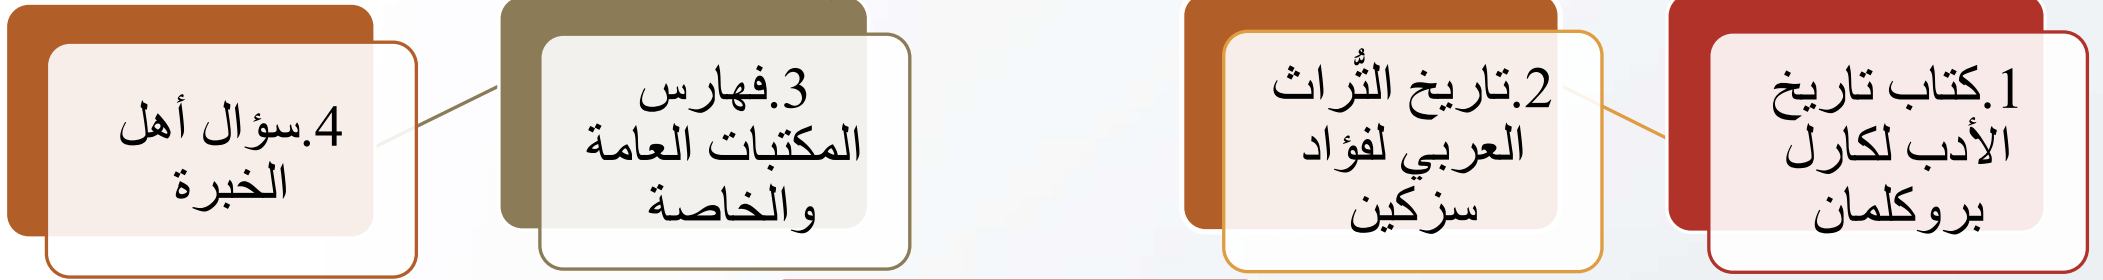 1.كتاب تاريخ
الأدب لكارل
بروكلمان
2.تاريخ التُّراث
العربي لفؤاد
سزكين
3.فهارس
المكتبات العامة
والخاصة
4.سؤال أهل
الخبرة